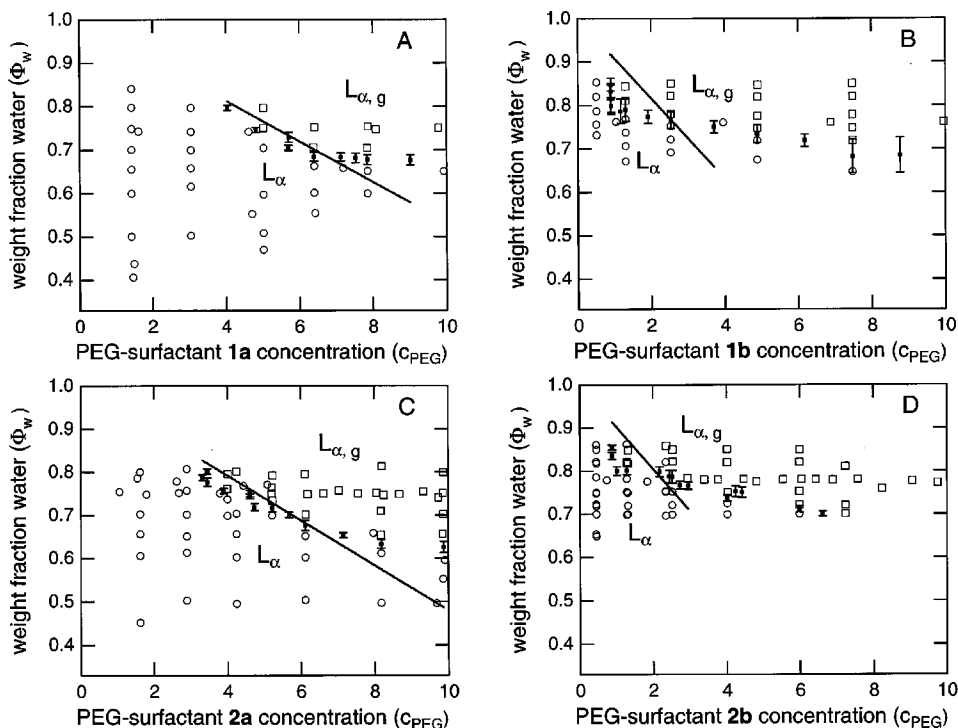 A
weight fraction water (Φw)
1.0
0.9
0.8
0.7
0.6
0.5
0.4
Lα, g
Lα
0 2 4 6 8 10
PEG-surfactant 1a concentration (cPEG)
B
weight fraction water (Φw)
1.0
0.9
0.8
0.7
0.6
0.5
0.4
Lα, g
Lα
0 2 4 6 8 10
PEG-surfactant 1b concentration (cPEG)
C
weight fraction water (Φw)
1.0
0.9
0.8
0.7
0.6
0.5
0.4
Lα, g
Lα
0 2 4 6 8 10
PEG-surfactant 2a concentration (cPEG)
D
weight fraction water (Φw)
1.0
0.9
0.8
0.7
0.6
0.5
0.4
Lα, g
Lα
0 2 4 6 8 10
PEG-surfactant 2b concentration (cPEG)